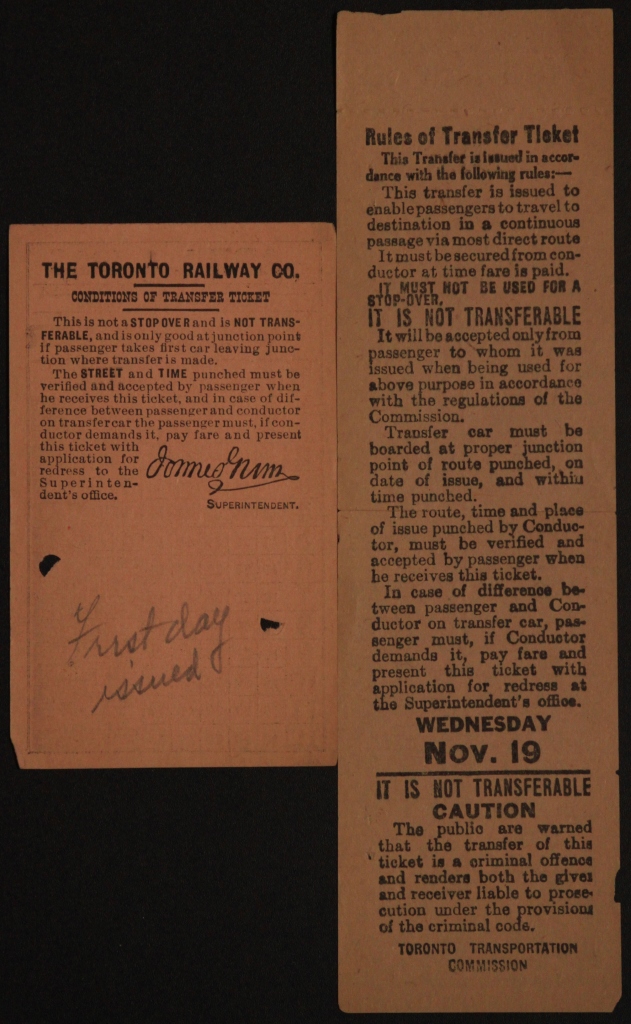 THE TORONTO RAILWAY CO.
CONDITIONS OF TRANSFER TICKET
This is not a STOP OVER and is NOT TRANS-
FERABLE, and is only good at junction point
if passenger takes first car leaving junc-
tion where transfer is made.
The STREET and TIME punched must be
verified and accepted by passenger when
he receives this ticket, and in case of dif-
ference between passenger and conductor
on transfer car the passenger must, if con-
ductor demands it, pay fare and present
this ticket with
application for
redress to the
Superinten-
dent's office.
SUPERINTENDENT.
First day
issued
Rules of Transfer Ticket
This Transfer is issued in accor-
dance with the following rules:—
This transfer is issued to
enable passengers to travel to
destination in a continuous
passage via most direct route
It must be secured from con-
ductor at time fare is paid.
IT MUST NOT BE USED FOR A
STOP-OVER.
IT IS NOT TRANSFERABLE
It will be accepted only from
passenger to whom it was
issued when being used for
above purpose in accordance
with the regulations of the
Commission.
Transfer car must be
boarded at proper junction
point of route punched, on
date of issue, and within
time punched.
The route, time and place
of issue punched by Conduc-
tor, must be verified and
accepted by passenger when
he receives this ticket.
In case of difference be-
tween passenger and Con-
ductor on transfer car, pas-
senger must, if Conductor
demands it, pay fare and
present this ticket with
application for redress at
the Superintendent's office.
WEDNESDAY
Nov. 19
IT IS NOT TRANSFERABLE
CAUTION
The public are warned
that the transfer of this
ticket is a criminal offence
and renders both the giver
and receiver liable to prose-
cution under the provisions
of the criminal code.
TORONTO TRANSPORTATION
COMMISSION